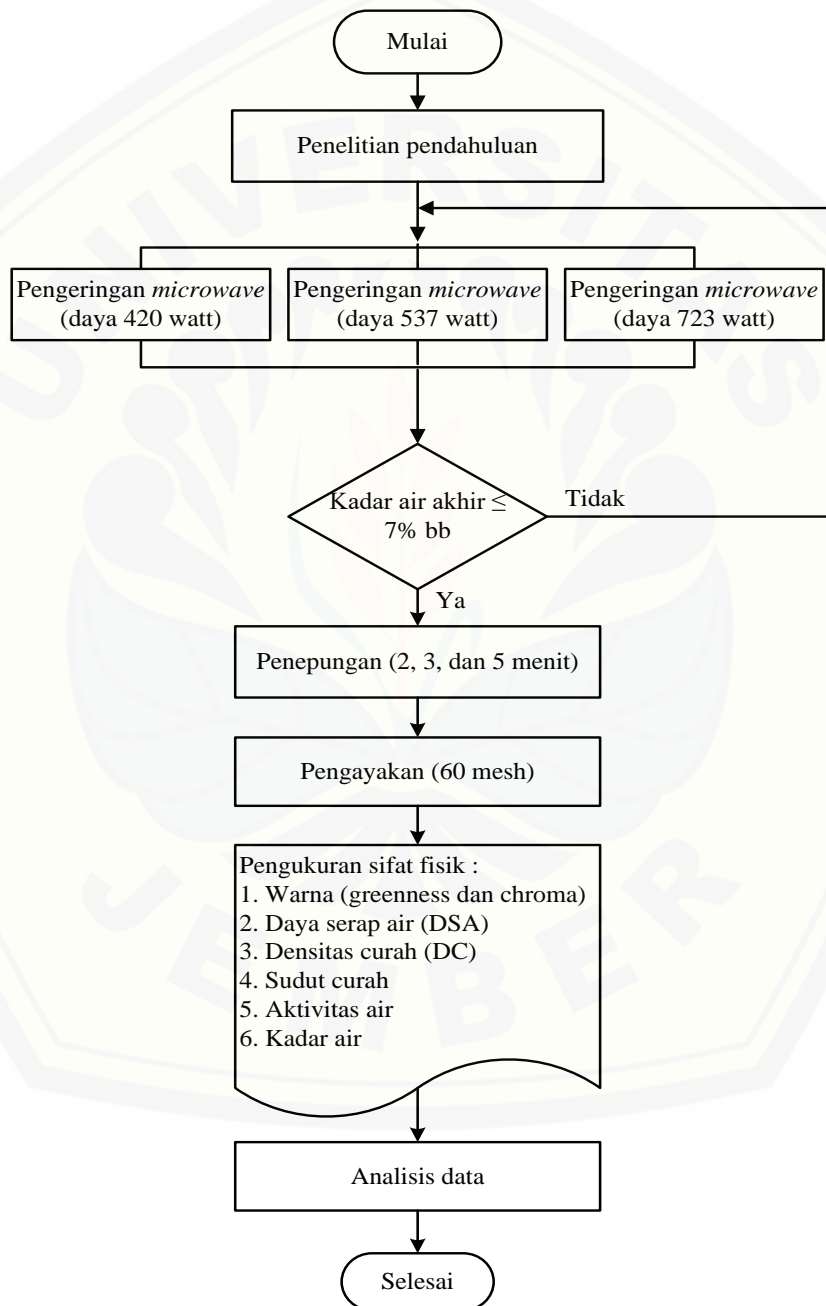 Mulai
Penelitian pendahuluan
Pengeringan microwave
(daya 420 watt)
Pengeringan microwave
(daya 537 watt)
Pengeringan microwave
(daya 723 watt)
Kadar air akhir ≤
7% bb
Tidak
Ya
Penepungan (2, 3, dan 5 menit)
Pengayakan (60 mesh)
Pengukuran sifat fisik :
1. Warna (greenness dan chroma)
2. Daya serap air (DSA)
3. Densitas curah (DC)
4. Sudut curah
5. Aktivitas air
6. Kadar air
Analisis data
Selesai
UNIVERSITAS
JEMBER